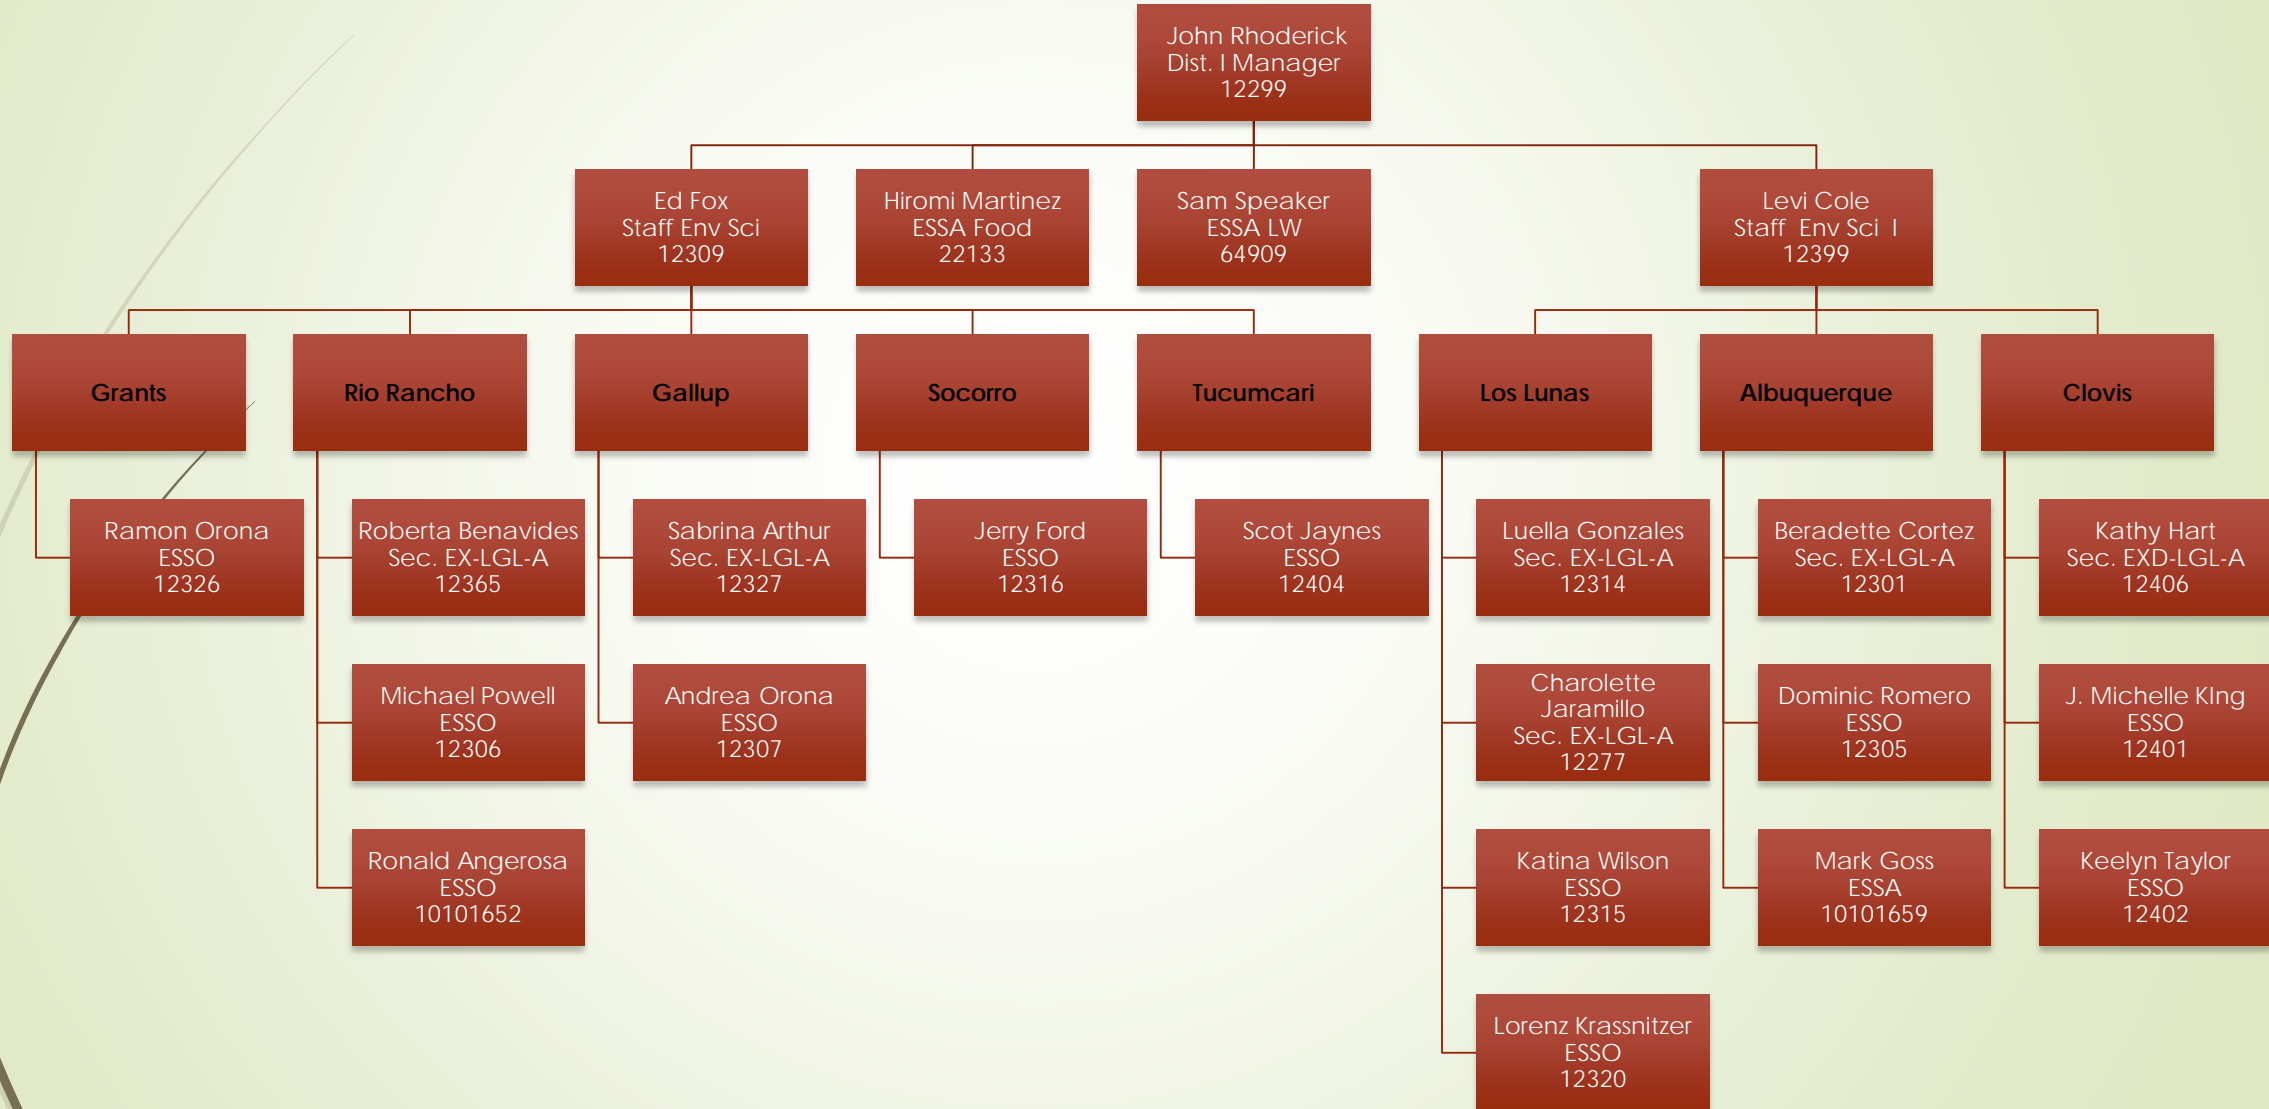 John Rhoderick
Dist. I Manager
12299
Ed Fox
Staff Env Sci
12309
Hiromi Martinez
ESSA Food
22133
Sam Speaker
ESSA LW
64909
Levi Cole
Staff  Env Sci  I
12399
Grants
Rio Rancho
Gallup
Socorro
Tucumcari
Los Lunas
Albuquerque
Clovis
Ramon Orona
ESSO
12326
Roberta Benavides
Sec. EX-LGL-A
12365
Sabrina Arthur
Sec. EX-LGL-A
12327
Jerry Ford
ESSO
12316
Scot Jaynes
ESSO
12404
Luella Gonzales
Sec. EX-LGL-A
12314
Beradette Cortez
Sec. EX-LGL-A
12301
Kathy Hart
Sec. EXD-LGL-A
12406
Michael Powell
ESSO
12306
Andrea Orona
ESSO
12307
Charolette
Jaramillo
Sec. EX-LGL-A
12277
Dominic Romero
ESSO
12305
J. Michelle KIng
ESSO
12401
Ronald Angerosa
ESSO
10101652
Katina Wilson
ESSO
12315
Mark Goss
ESSA
10101659
Keelyn Taylor
ESSO
12402
Lorenz Krassnitzer
ESSO
12320